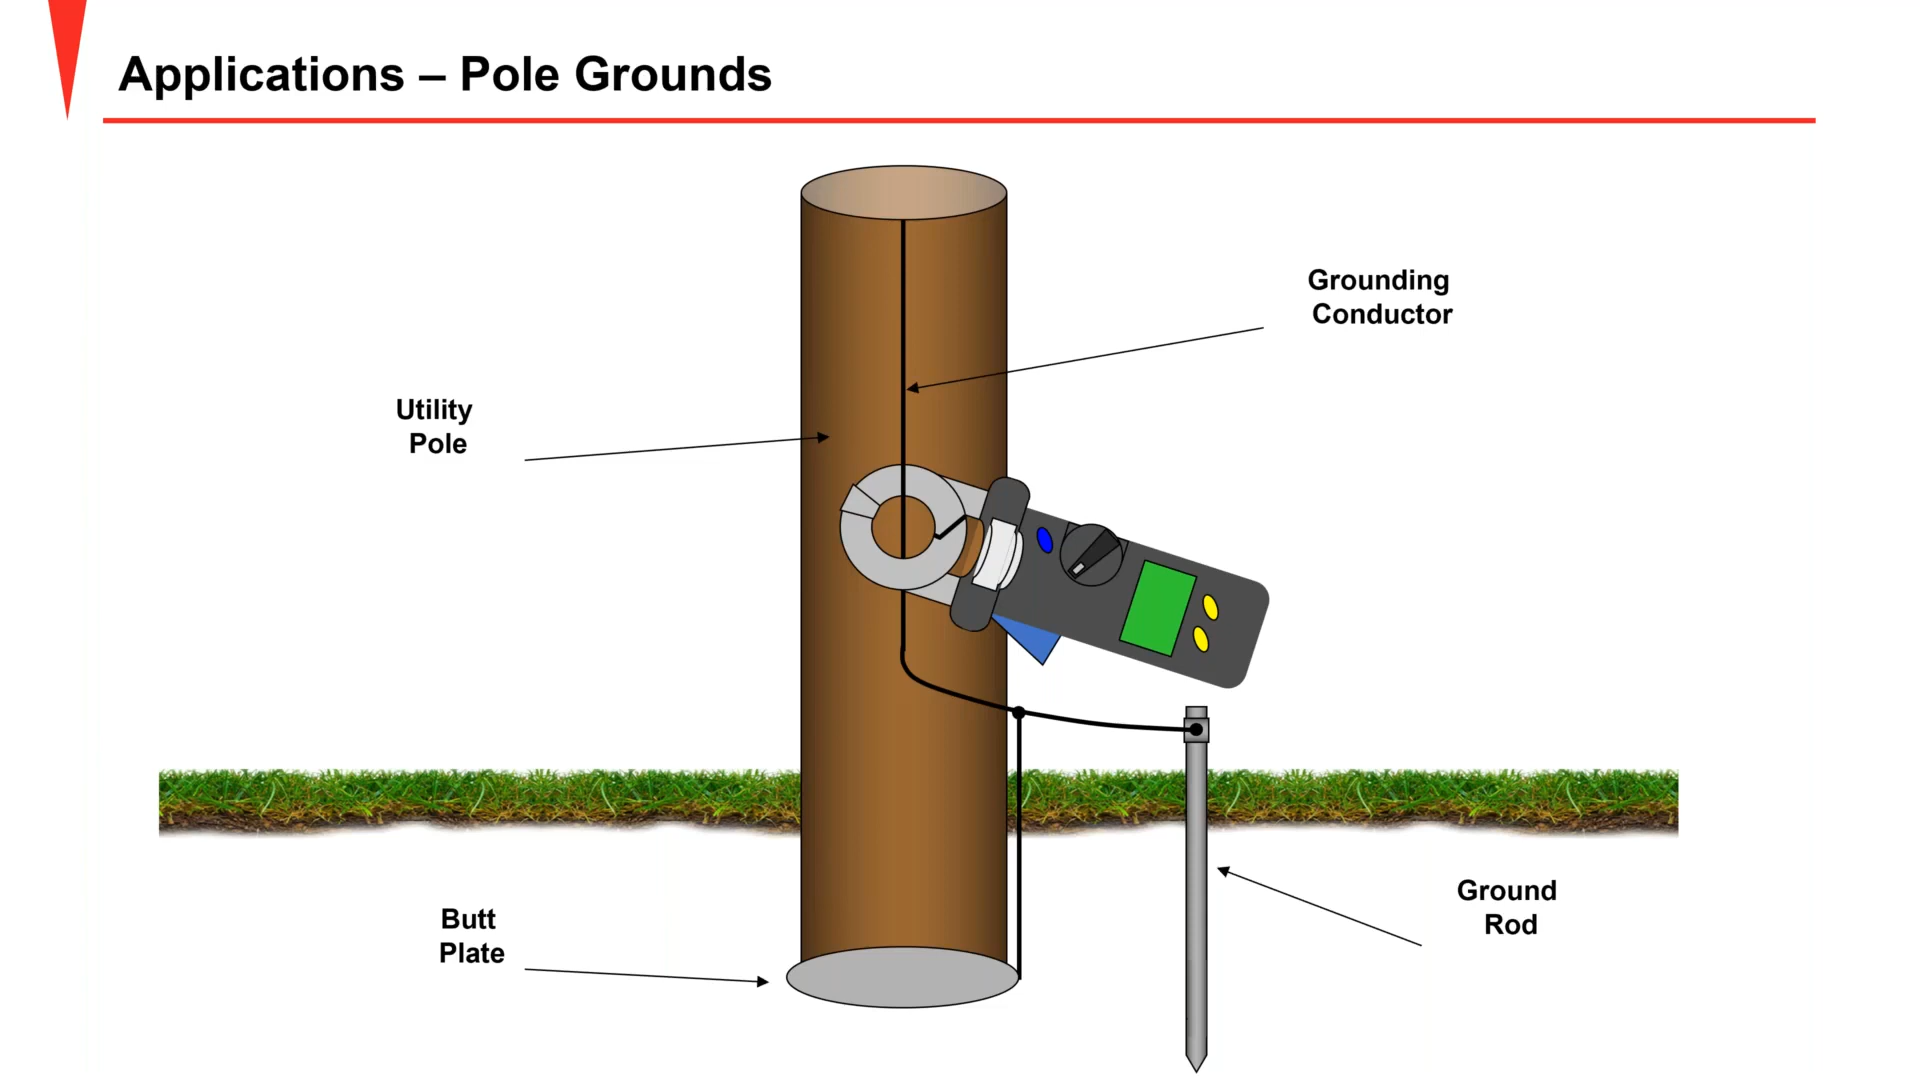 Applications – Pole Grounds
Grounding
Conductor
Utility
Pole
Ground
Rod
Butt
Plate